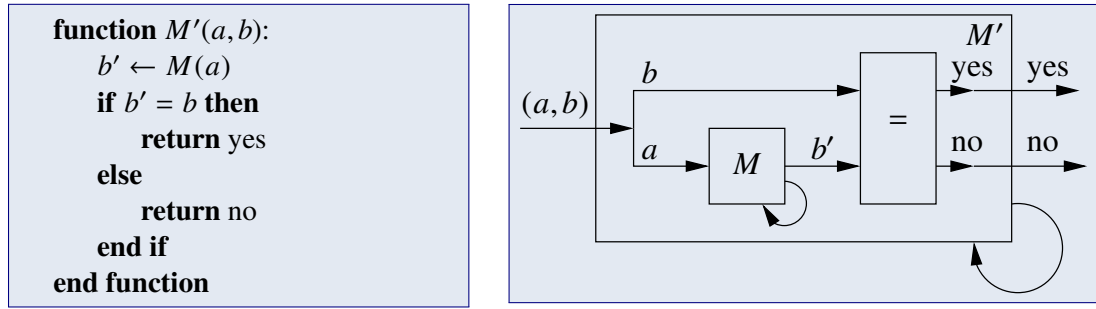 function M′(a, b):
b′ ← M(a)
if b′ = b then
return yes
else
return no
end if
end function
M′
b
yes
yes
(a, b)
=
a
M
b′
no
no